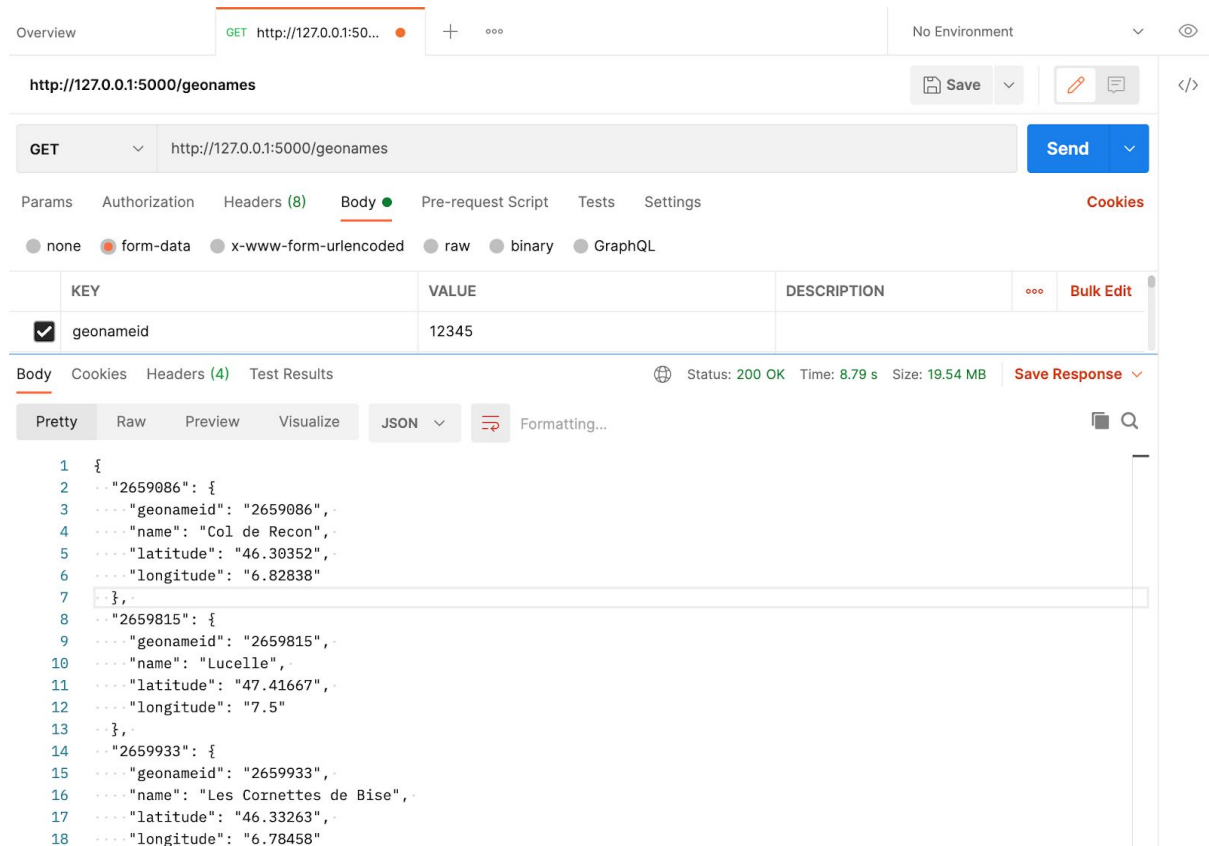 Overview GET http://127.0.0.1:50... No Environment
http://127.0.0.1:5000/geonames Save </>
GET http://127.0.0.1:5000/geonames Send
Params Authorization Headers (8) Body Pre-request Script Tests Settings Cookies
none form-data x-www-form-urlencoded raw binary GraphQL
KEY VALUE DESCRIPTION Bulk Edit
geonameid 12345
Body Cookies Headers (4) Test Results Status: 200 OK Time: 8.79 s Size: 19.54 MB Save Response
Pretty Raw Preview Visualize JSON Formatting...
1 {
2 "2659086": {
3 "geonameid": "2659086",
4 "name": "Col de Recon",
5 "latitude": "46.30352",
6 "longitude": "6.82838"
7 },
8 "2659815": {
9 "geonameid": "2659815",
10 "name": "Lucelle",
11 "latitude": "47.41667",
12 "longitude": "7.5"
13 },
14 "2659933": {
15 "geonameid": "2659933",
16 "name": "Les Cornettes de Bise",
17 "latitude": "46.33263",
18 "longitude": "6.78458"